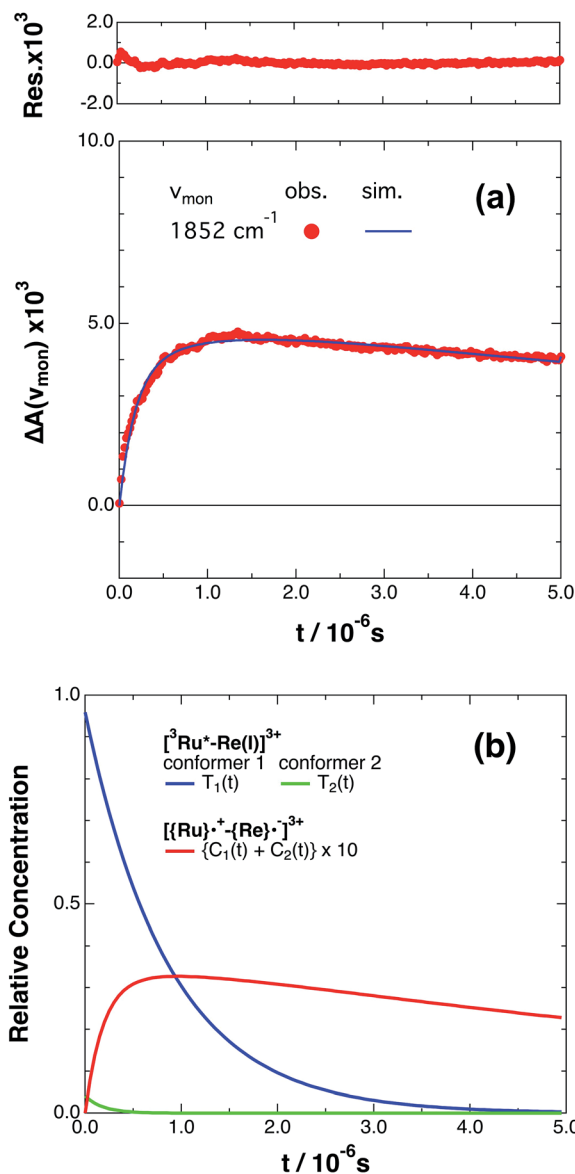 Res.x10³
2.0
0.0
-2.0
10.0
5.0
0.0
ΔA(νmon) x10³
(a)
νmon obs. sim.
1852 cm⁻¹
0.0 1.0 2.0 3.0 4.0 5.0
t / 10⁻⁶s
Relative Concentration
1.0
0.5
0.0
(b)
[³Ru*-Re(I)]³⁺
conformer 1 conformer 2
T₁(t) T₂(t)
[{Ru}•⁺-{Re}•⁻]³⁺
{C₁(t) + C₂(t)} x 10
0.0 1.0 2.0 3.0 4.0 5.0
t / 10⁻⁶s